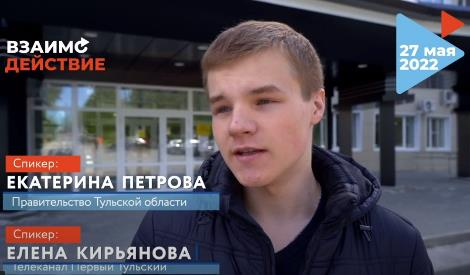 ВЗАИМО
ДЕЙСТВИЕ
27 мая
2022
Спикер:
ЕКАТЕРИНА ПЕТРОВА
Правительство Тульской области
Спикер:
ЕЛЕНА КИРЬЯНОВА
Телеканал Первый Тульский